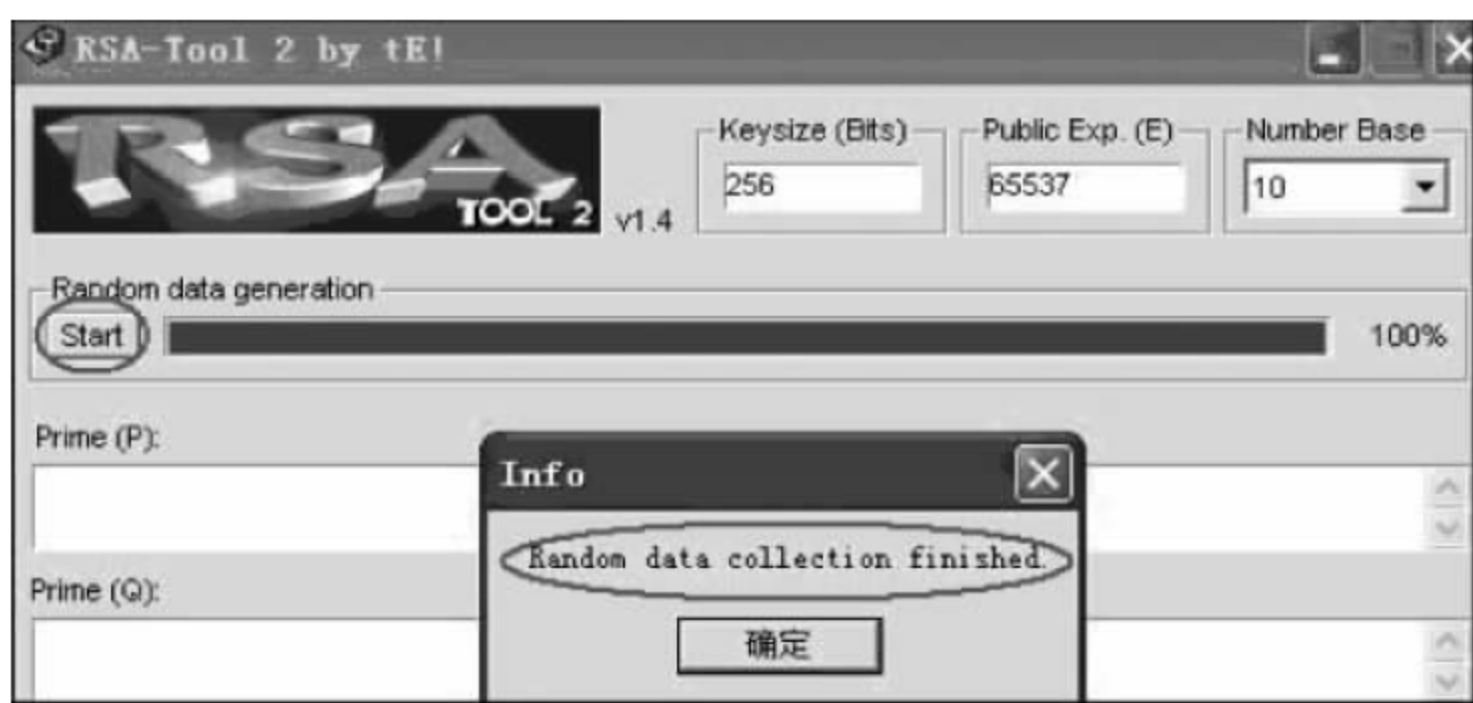 RSA-Tool 2 by tE!
RSA
TOOL 2
v1.4
Keysize (Bits)
256
Public Exp. (E)
65537
Number Base
10
Random data generation
Start
100%
Prime (P):
Info
Random data collection finished.
Prime (Q):
确定